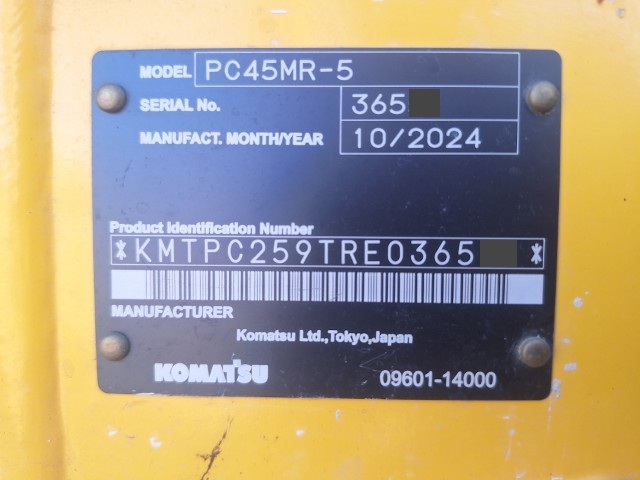 MODEL PC45MR-5
SERIAL No. 365
MANUFACT. MONTH/YEAR 10/2024
Product Identification Number
*KMTPC259TRE0365 *
MANUFACTURER
Komatsu Ltd.,Tokyo,Japan
KOMATSU 09601-14000